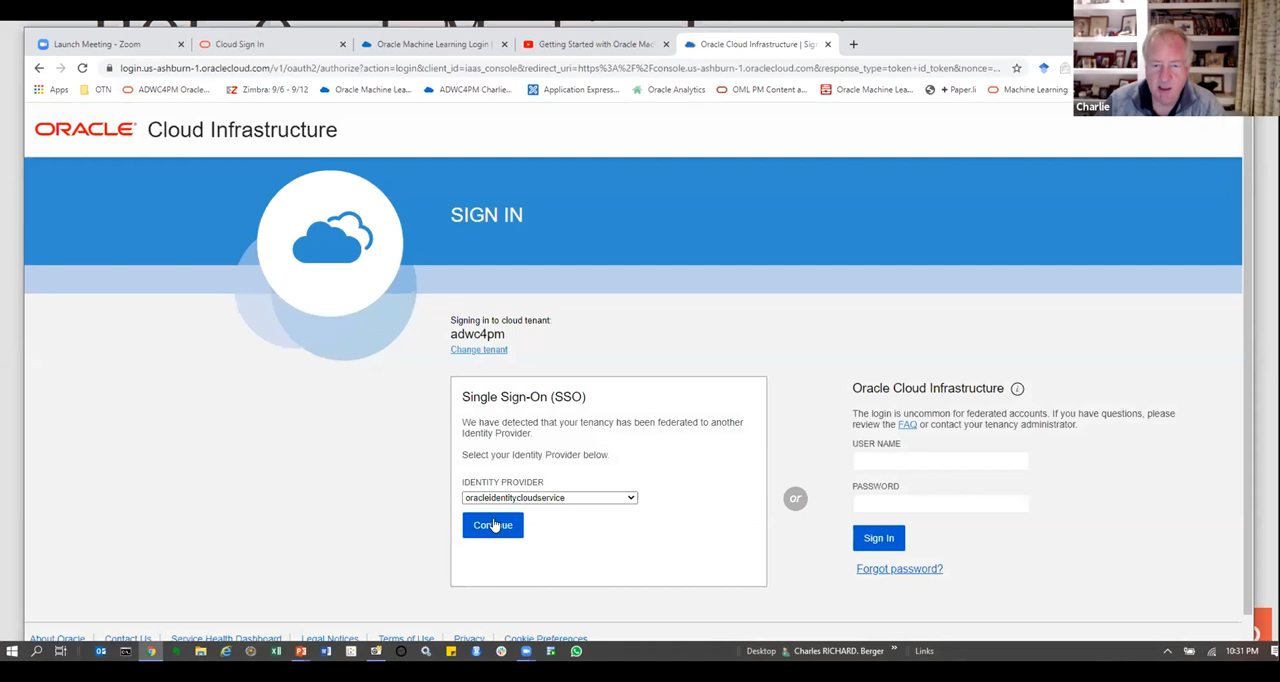 Launch Meeting - Zoom
Cloud Sign In
Oracle Machine Learning Login
Getting Started with Oracle Mac
Oracle Cloud Infrastructure | Sig
login.us-ashburn-1.oraclecloud.com/v1/oauth2/authorize?action=login&client_id=iaas_console&redirect_uri=https%3A%2F%2Fconsole.us-ashburn-1.oraclecloud.com&response_type=token+id_token&nonce=...
Apps
OTN
ADWC4PM Oracle...
Zimbra: 9/6 - 9/12
Oracle Machine Lea...
ADWC4PM Charlie...
Application Express...
Oracle Analytics
OML PM Content a...
Oracle Machine Lea...
+ Paper.li
Machine Learning
Charlie
ORACLE Cloud Infrastructure
SIGN IN
Signing in to cloud tenant:
adwc4pm
Change tenant
Single Sign-On (SSO)
We have detected that your tenancy has been federated to another
Identity Provider.
Select your Identity Provider below.
IDENTITY PROVIDER
oracleidentitycloudservice
Continue
or
Oracle Cloud Infrastructure
The login is uncommon for federated accounts. If you have questions, please
review the FAQ or contact your tenancy administrator.
USER NAME
PASSWORD
Sign In
Forgot password?
About Oracle
Contact Us
Service Health Dashboard
Legal Notices
Terms of Use
Privacy
Cookie Preferences
Desktop
Charles RICHARD. Berger
Links
10:31 PM